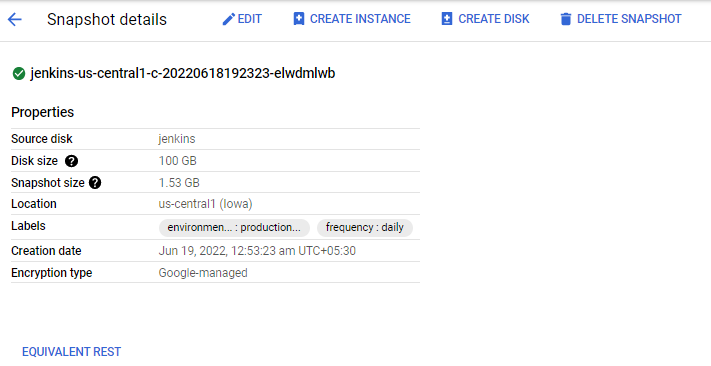 Snapshot details EDIT CREATE INSTANCE CREATE DISK DELETE SNAPSHOT
jenkins-us-central1-c-20220618192323-elwdmlwb
Properties
Source disk jenkins
Disk size ? 100 GB
Snapshot size ? 1.53 GB
Location us-central1 (Iowa)
Labels environmen... : production... frequency : daily
Creation date Jun 19, 2022, 12:53:23 am UTC+05:30
Encryption type Google-managed
EQUIVALENT REST